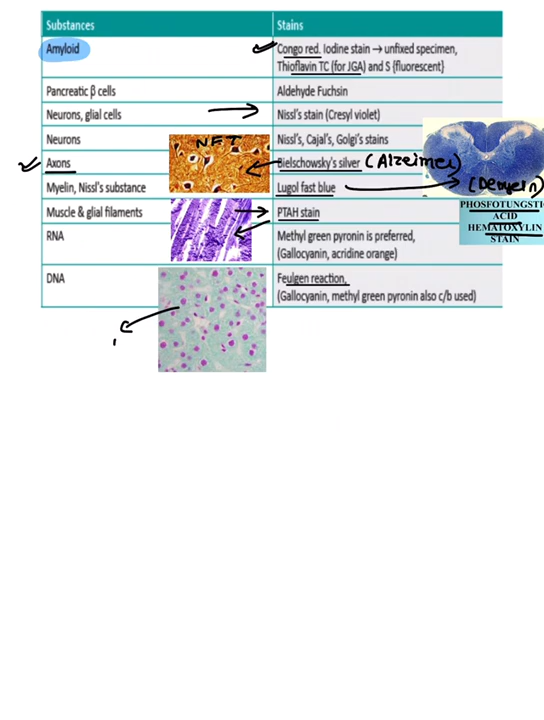 Substances Stains
Amyloid Congo red. Iodine stain → unfixed specimen,
Thioflavin TC (for JGA) and S {fluorescent}
Pancreatic β cells Aldehyde Fuchsin
Neurons, glial cells Nissl's stain (Cresyl violet)
Neurons Nissl's, Cajal's, Golgi's stains
NFT
Axons Bielschowsky's silver (Alzeimer)
Myelin, Nissl's substance Lugol fast blue
Muscle & glial filaments PTAH stain
PHOSFOTUNGSTIC
ACID
HEMATOXYLIN
STAIN
RNA Methyl green pyronin is preferred,
(Gallocyanin, acridine orange)
DNA Feulgen reaction,
(Gallocyanin, methyl green pyronin also c/b used)